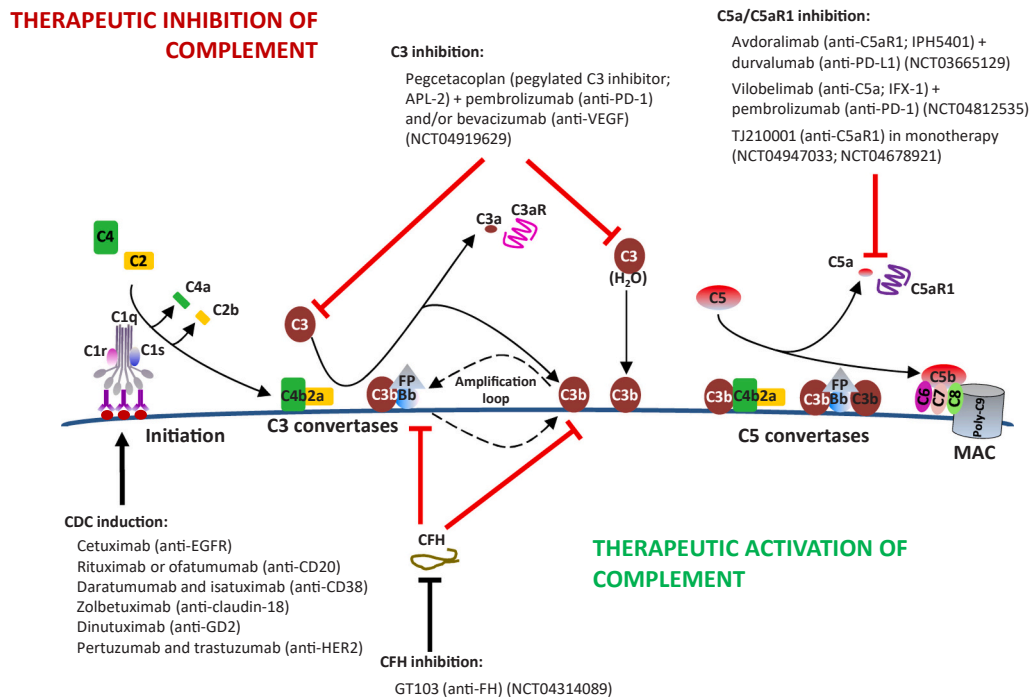 THERAPEUTIC INHIBITION OF
COMPLEMENT
C3 inhibition:
Pegcetacoplan (pegylated C3 inhibitor;
APL-2) + pembrolizumab (anti-PD-1)
and/or bevacizumab (anti-VEGF)
(NCT04919629)
C5a/C5aR1 inhibition:
Avdoralimab (anti-C5aR1; IPH5401) +
durvalumab (anti-PD-L1) (NCT03665129)
Vilobelimab (anti-C5a; IFX-1) +
pembrolizumab (anti-PD-1) (NCT04812535)
TJ210001 (anti-C5aR1) in monotherapy
(NCT04947033; NCT04678921)
C4
C2
C4a
C2b
C1q
C1r
C1s
Initiation
C3
C4b2a
C3 convertases
C3b
FP
Bb
C3a
C3aR
Amplification
loop
C3b
C3
(H₂O)
C3b
C5
C5a
C5aR1
C3b
C4b2a
C3b
FP
Bb
C3b
C5 convertases
C5b
C6
C7
C8
Poly-C9
MAC
CDC induction:
Cetuximab (anti-EGFR)
Rituximab or ofatumumab (anti-CD20)
Daratumumab and isatuximab (anti-CD38)
Zolbetuximab (anti-claudin-18)
Dinutuximab (anti-GD2)
Pertuzumab and trastuzumab (anti-HER2)
CFH
CFH inhibition:
GT103 (anti-FH) (NCT04314089)
THERAPEUTIC ACTIVATION OF
COMPLEMENT